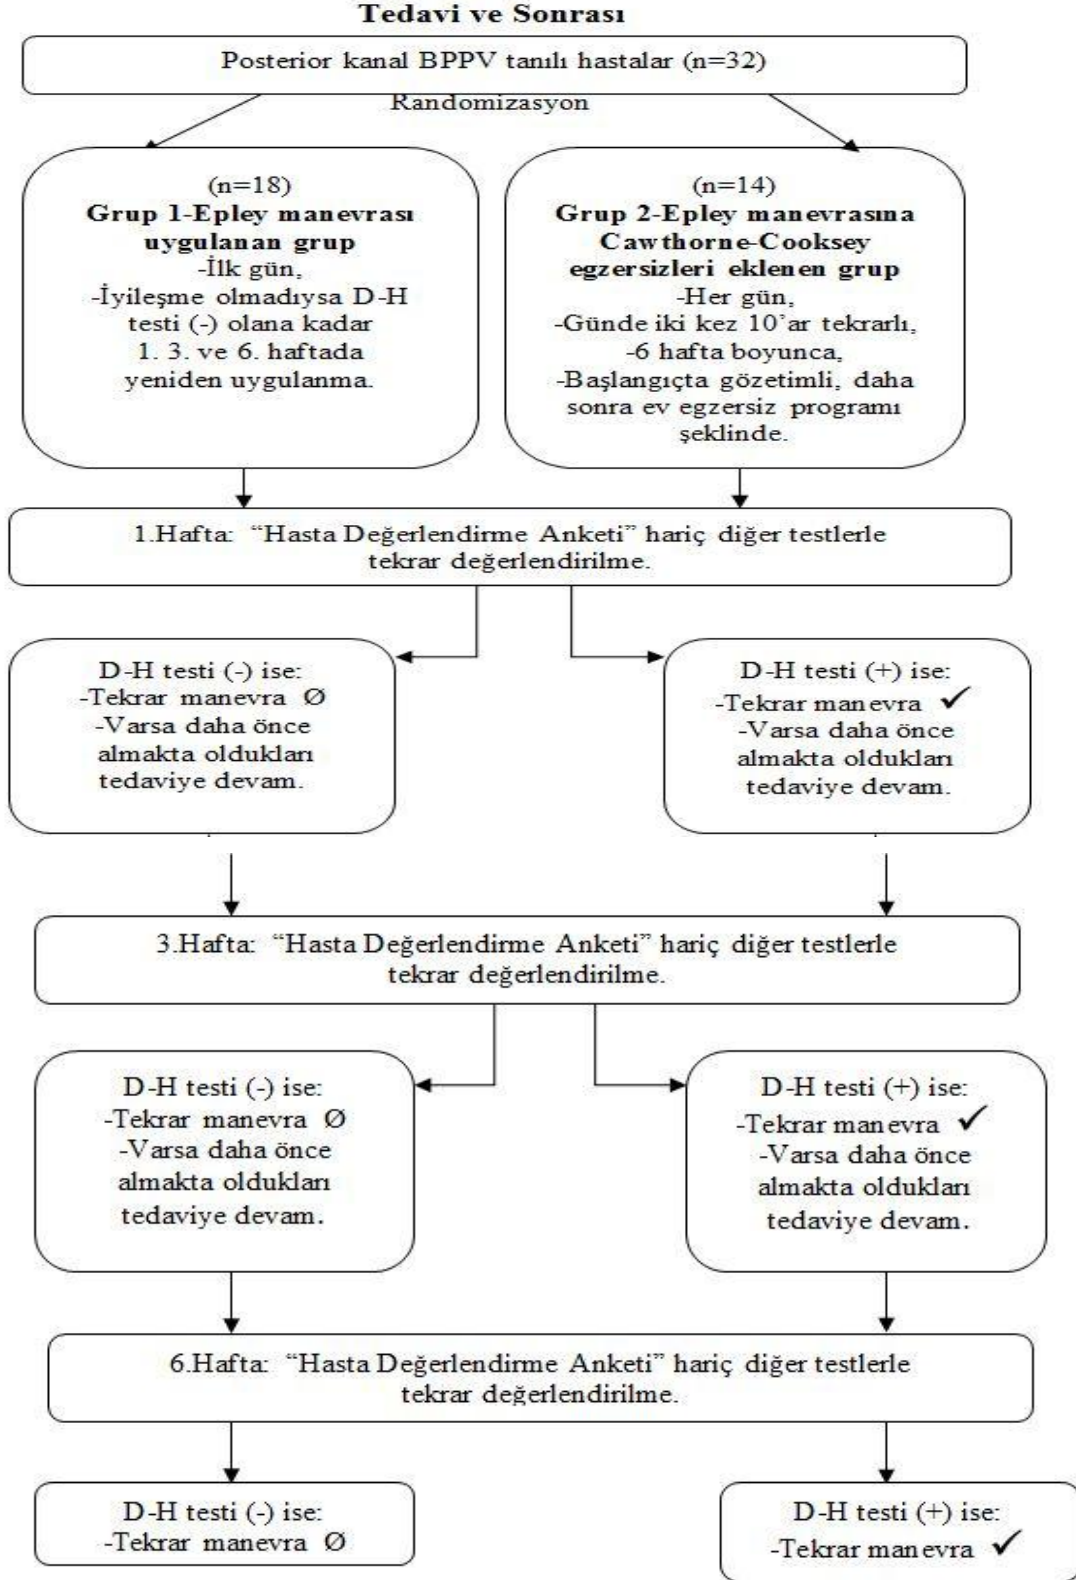 Tedavi ve Sonrası
Posterior kanal BPPV tanılı hastalar (n=32)
Randomizasyon
(n=18)
Grup 1-Epley manevrası
uygulanan grup
-İlk gün,
-İyileşme olmadıysa D-H
testi (-) olana kadar
1. 3. ve 6. haftada
yeniden uygulanma.
(n=14)
Grup 2-Epley manevrasına
Cawthorne-Cooksey
egzersizleri eklenen grup
-Her gün,
-Günde iki kez 10’ar tekrarlı,
-6 hafta boyunca,
-Başlangıçta gözetimli, daha
sonra ev egzersiz programı
şeklinde.
1.Hafta: “Hasta Değerlendirme Anketi” hariç diğer testlerle
tekrar değerlendirilme.
D-H testi (-) ise:
-Tekrar manevra Ø
-Varsa daha önce
almakta oldukları
tedaviye devam.
D-H testi (+) ise:
-Tekrar manevra ✓
-Varsa daha önce
almakta oldukları
tedaviye devam.
3.Hafta: “Hasta Değerlendirme Anketi” hariç diğer testlerle
tekrar değerlendirilme.
D-H testi (-) ise:
-Tekrar manevra Ø
-Varsa daha önce
almakta oldukları
tedaviye devam.
D-H testi (+) ise:
-Tekrar manevra ✓
-Varsa daha önce
almakta oldukları
tedaviye devam.
6.Hafta: “Hasta Değerlendirme Anketi” hariç diğer testlerle
tekrar değerlendirilme.
D-H testi (-) ise:
-Tekrar manevra Ø
D-H testi (+) ise:
-Tekrar manevra ✓